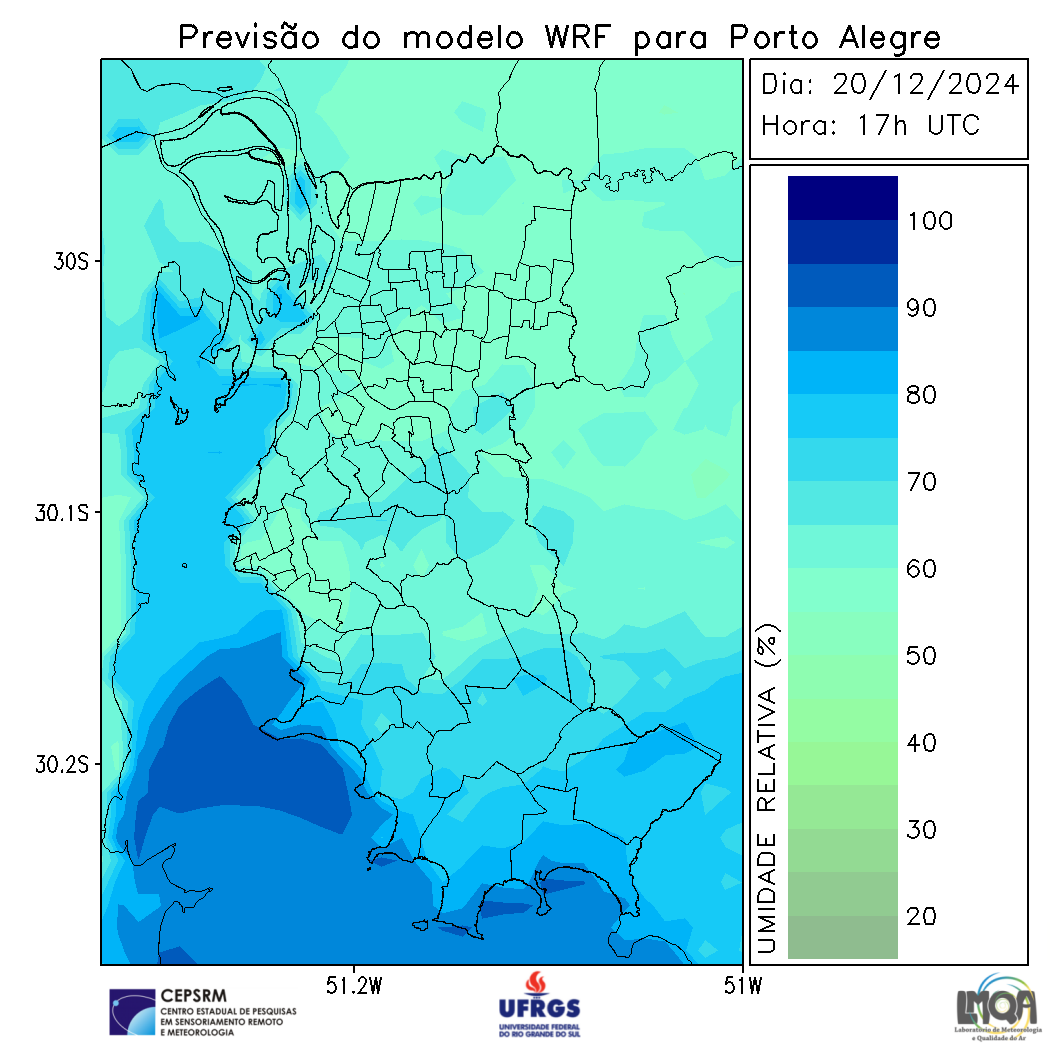 Previsão do modelo WRF para Porto Alegre
Dia: 20/12/2024
Hora: 17h UTC
100
90
80
70
60
50
40
30
20
UMIDADE RELATIVA (%)
30S
30.1S
30.2S
51.2W
51W
CEPSRM
CENTRO ESTADUAL DE PESQUISAS
EM SENSORIAMENTO REMOTO
E METEOROLOGIA
UFRGS
UNIVERSIDADE FEDERAL
DO RIO GRANDE DO SUL
LMQA
Laboratório de Meteorologia
e Qualidade do Ar